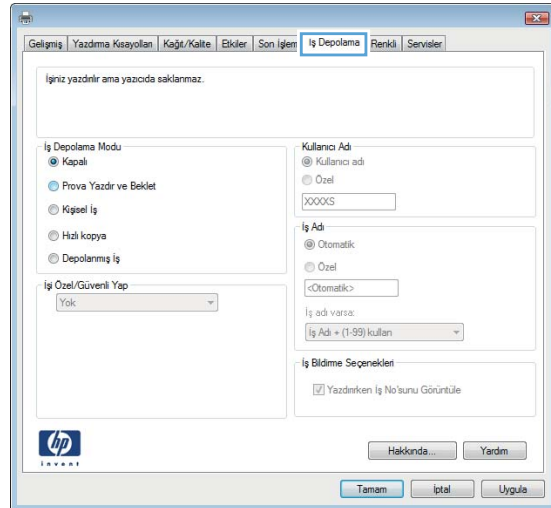 Gelişmiş Yazdırma Kısayolları Kağıt/Kalite Etkiler Son İşlem İş Depolama Renkli Servisler
İşiniz yazdırılır ama yazıcıda saklanmaz.
İş Depolama Modu
Kapalı
Prova Yazdır ve Beklet
Kişisel İş
Hızlı kopya
Depolanmış İş
İşi Özel/Güvenli Yap
Yok
Kullanıcı Adı
Kullanıcı adı
Özel
XXXXS
İş Adı
Otomatik
Özel
<Otomatik>
İş adı varsa:
İş Adı + (1-99) kullan
İş Bildirme Seçenekleri
Yazdırırken İş No'sunu Görüntüle
hp
invent
Hakkında... Yardım
Tamam İptal Uygula